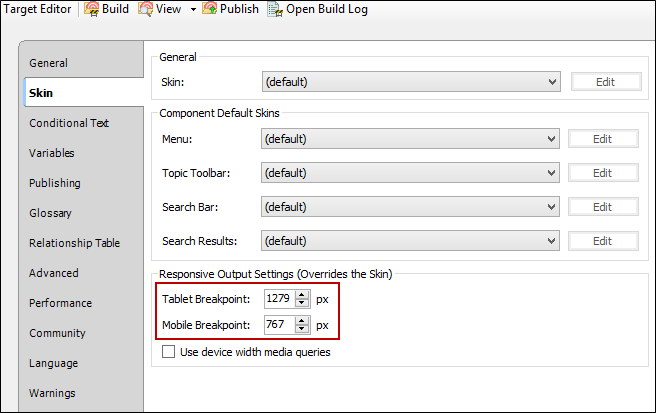 Target Editor Build View Publish Open Build Log
General
Skin
Conditional Text
Variables
Publishing
Glossary
Relationship Table
Advanced
Performance
Community
Language
Warnings
General
Skin: (default) Edit
Component Default Skins
Menu: (default) Edit
Topic Toolbar: (default) Edit
Search Bar: (default) Edit
Search Results: (default) Edit
Responsive Output Settings (Overrides the Skin)
Tablet Breakpoint: 1279 px
Mobile Breakpoint: 767 px
Use device width media queries